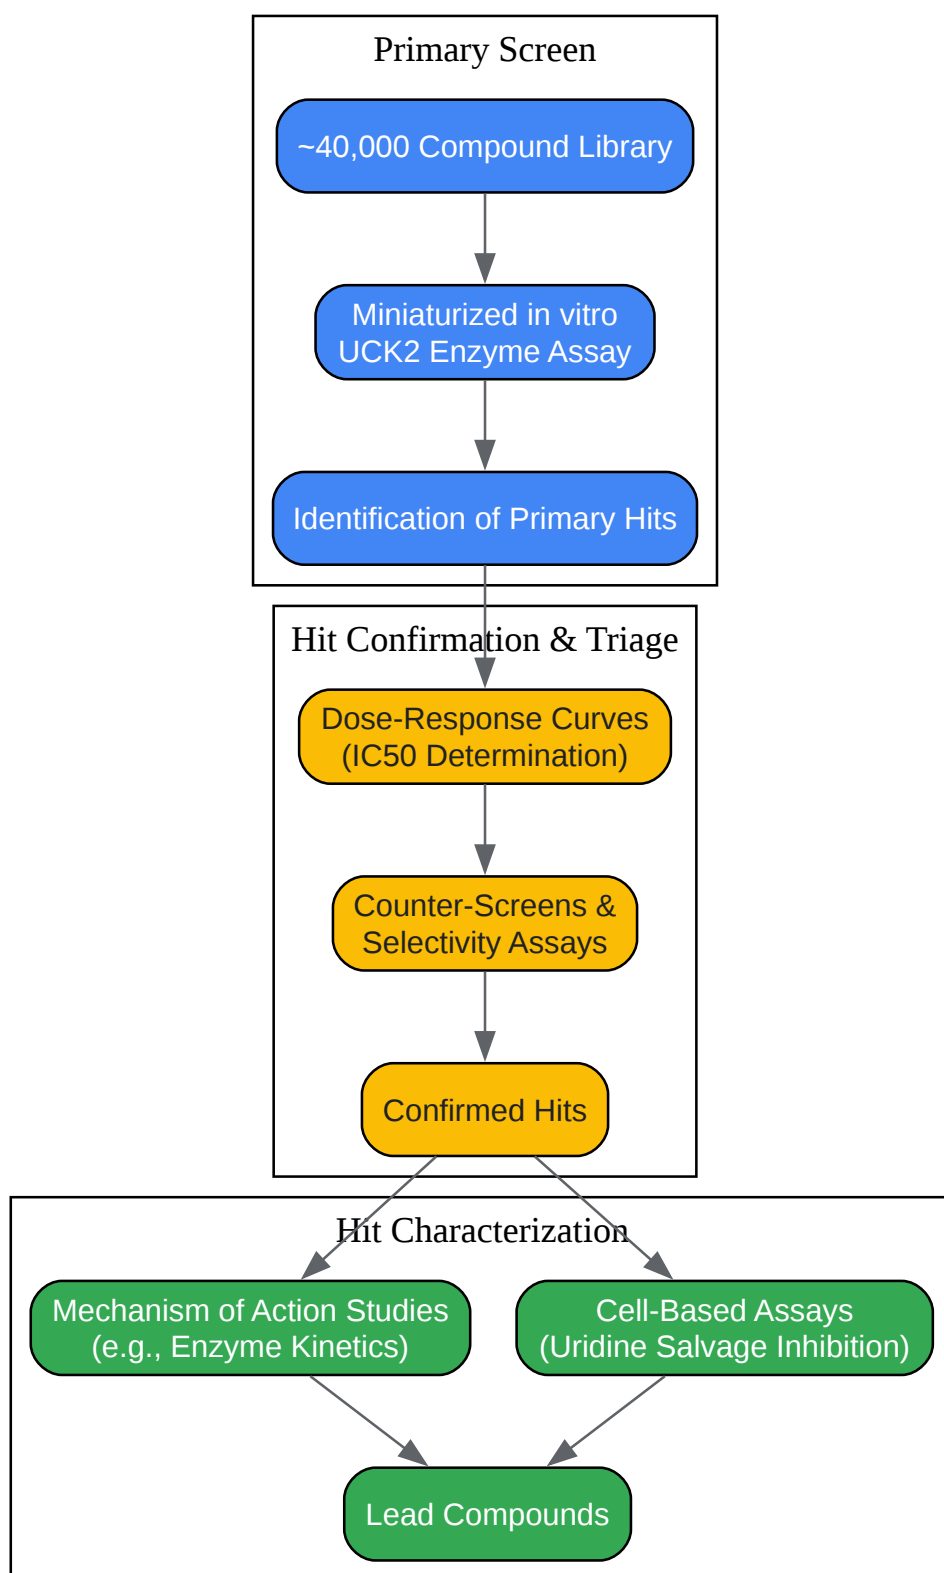 Primary Screen
~40,000 Compound Library
Miniaturized in vitro
UCK2 Enzyme Assay
Identification of Primary Hits
Hit Confirmation & Triage
Dose-Response Curves
(IC50 Determination)
Counter-Screens &
Selectivity Assays
Confirmed Hits
Hit Characterization
Mechanism of Action Studies
(e.g., Enzyme Kinetics)
Cell-Based Assays
(Uridine Salvage Inhibition)
Lead Compounds